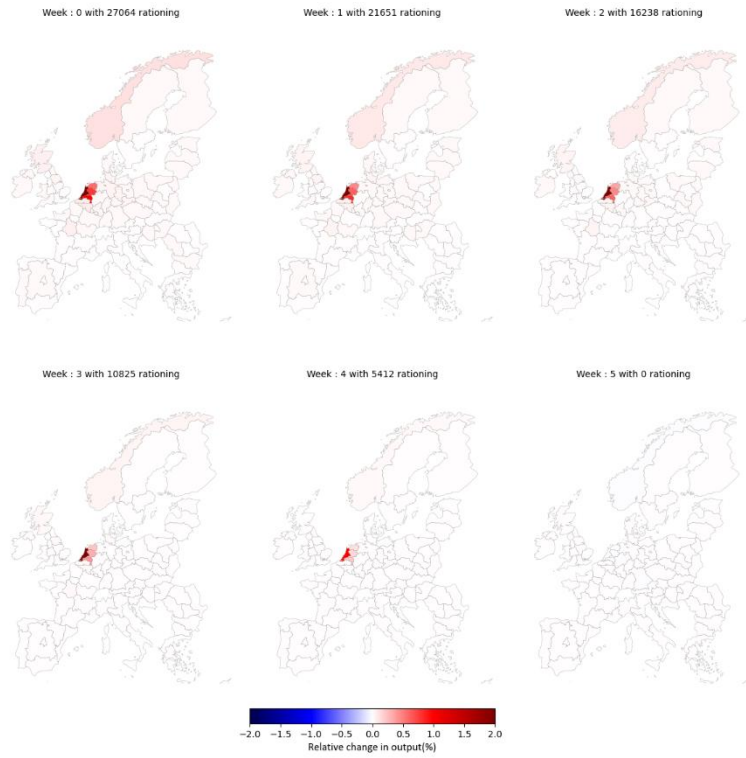 Week : 0 with 27064 rationing
Week : 1 with 21651 rationing
Week : 2 with 16238 rationing
Week : 3 with 10825 rationing
Week : 4 with 5412 rationing
Week : 5 with 0 rationing
-2.0 -1.5 -1.0 -0.5 0.0 0.5 1.0 1.5 2.0
Relative change in output(%)